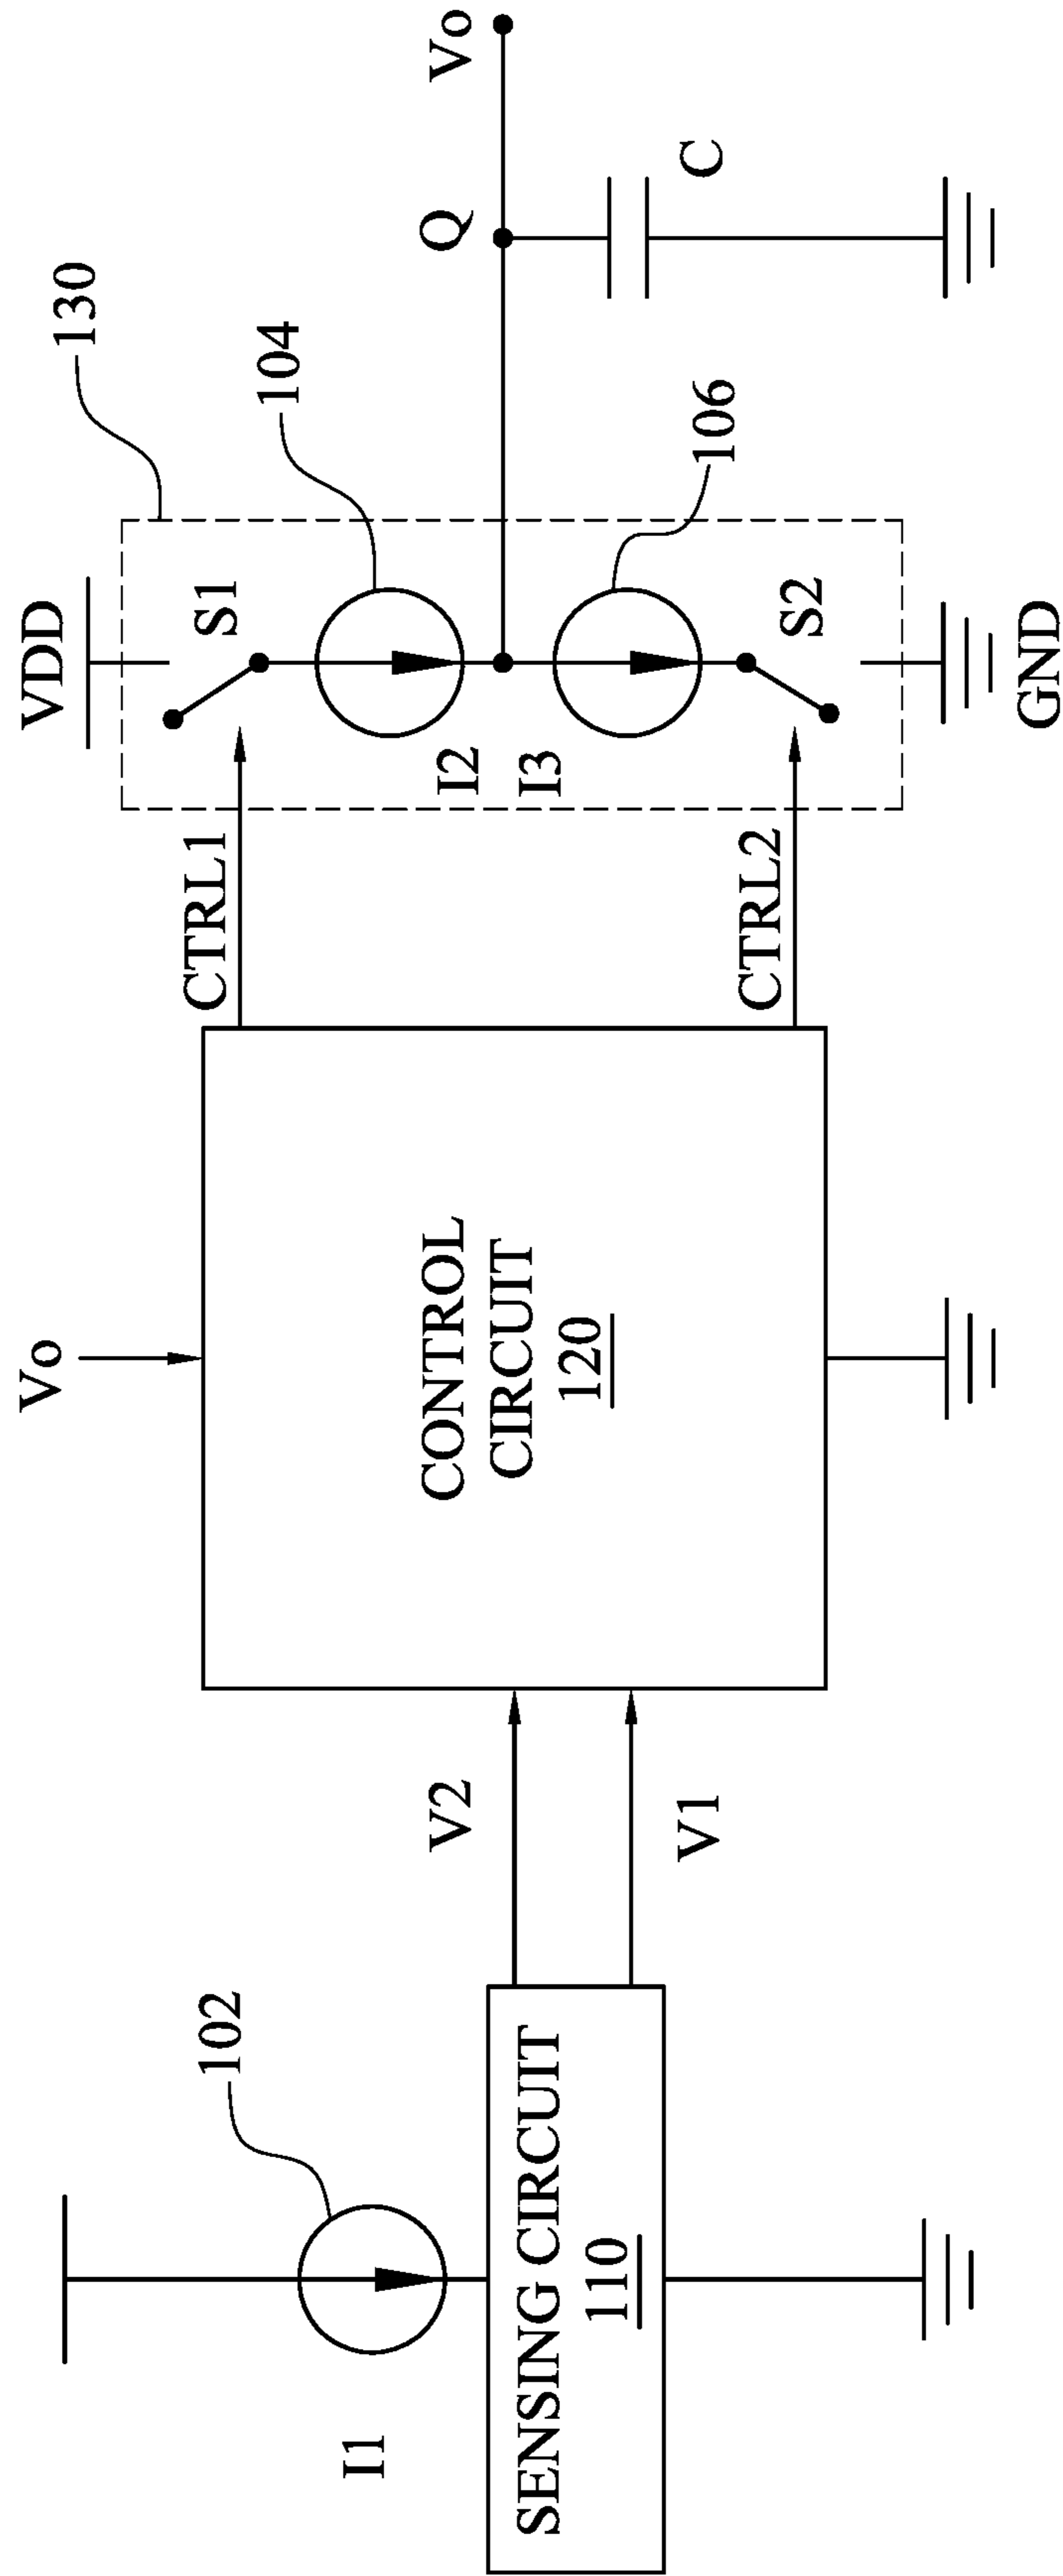 I1
102
SENSING CIRCUIT
110
V2
V1
Vo
CONTROL
CIRCUIT
120
CTRL1
CTRL2
VDD
S1
I2
I3
S2
GND
130
104
106
Q
C
Vo